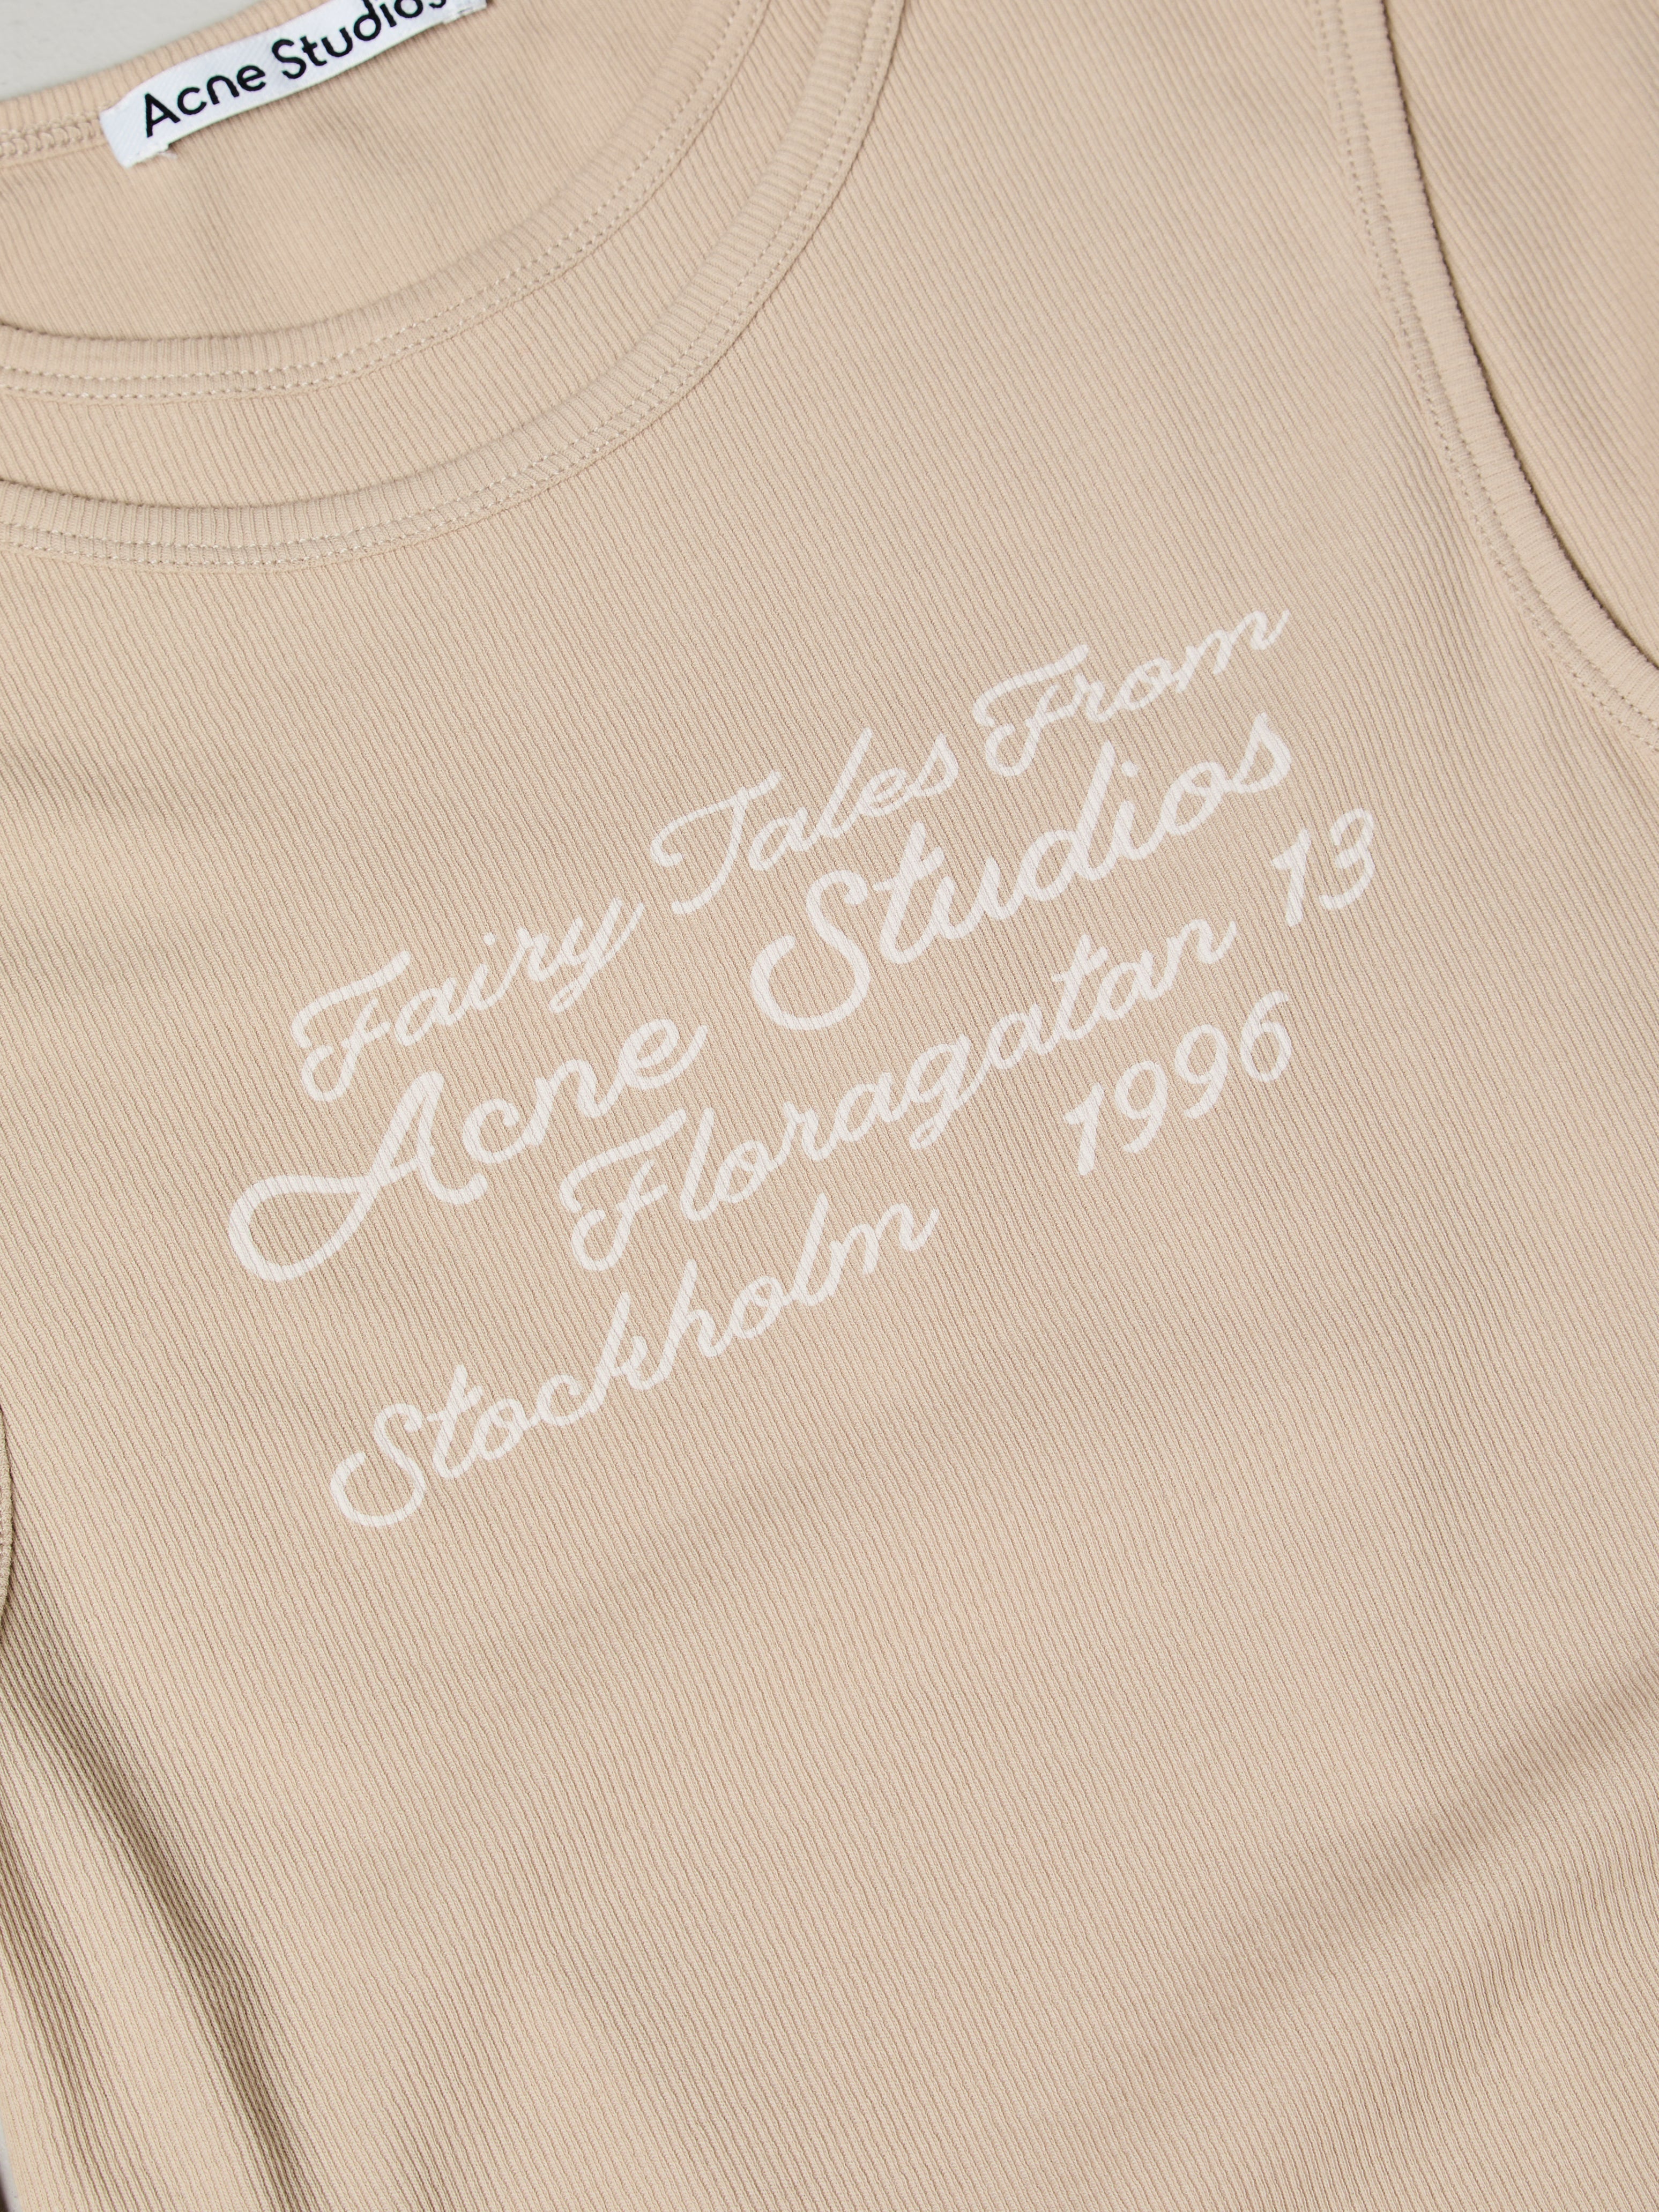 Acne Studios
Fairy Tales From
Acne Studios
Floragatan 13
Stockholm 1996